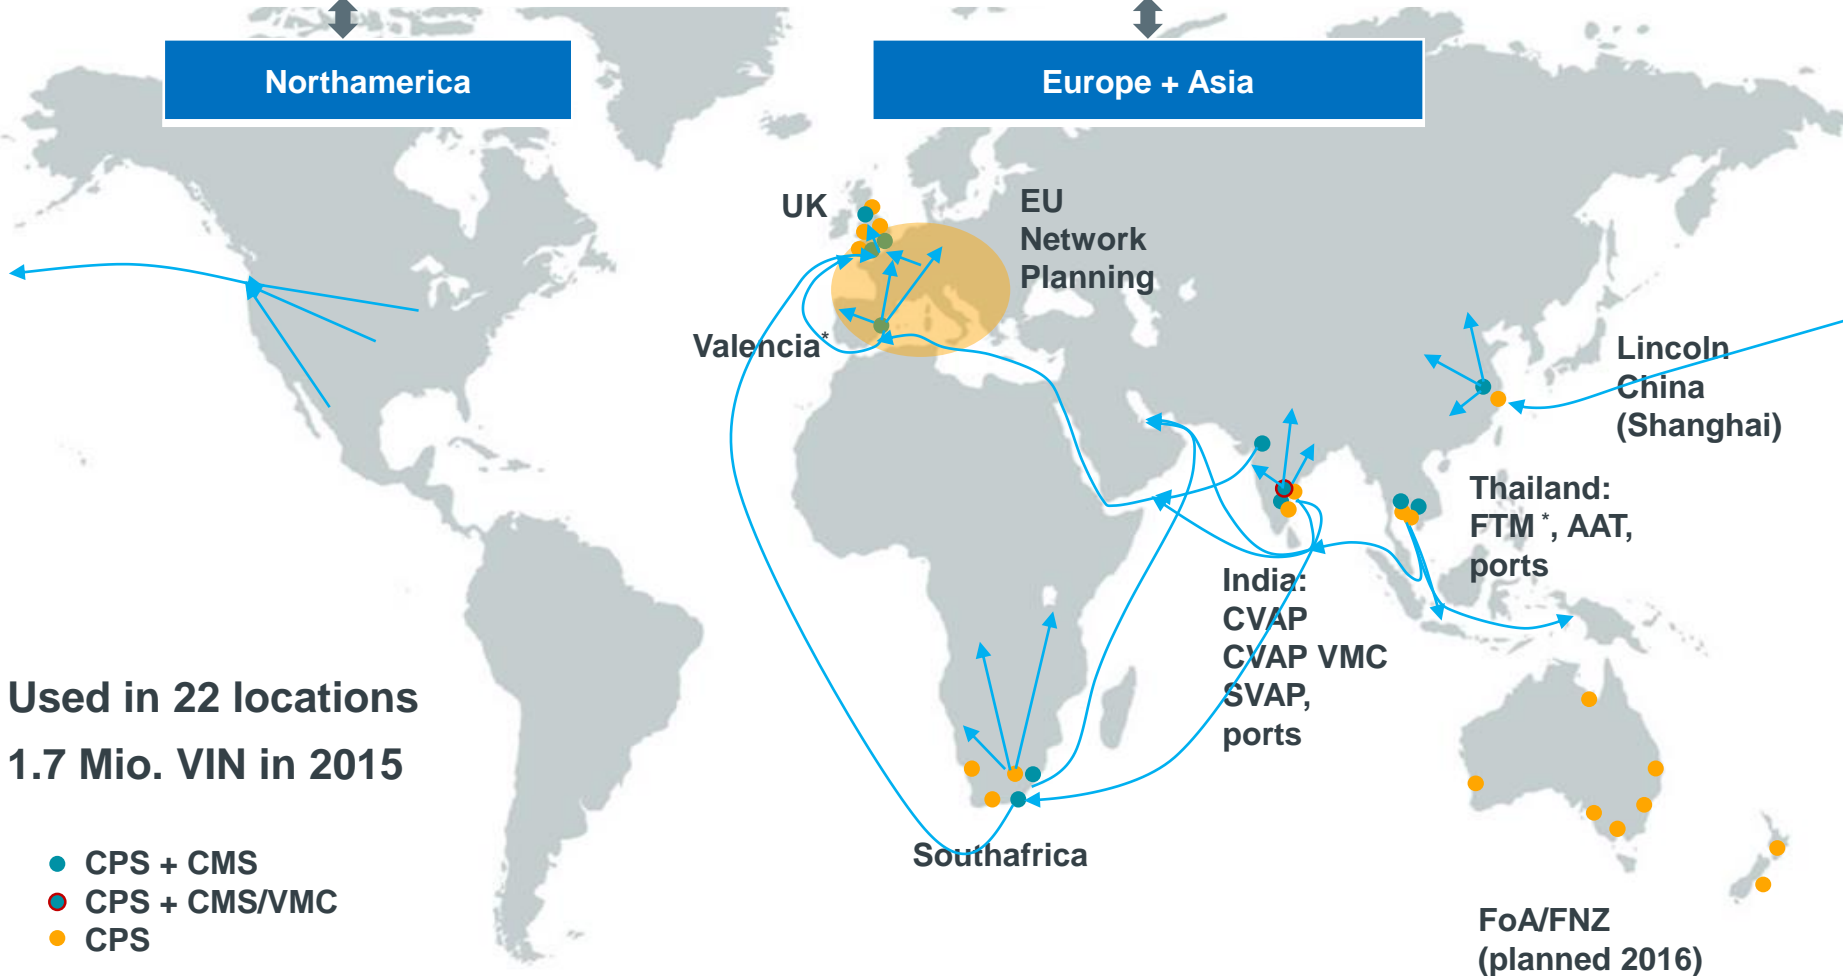 Northamerica
Europe + Asia
UK
EU
Network
Planning
Valencia*
Lincoln
China
(Shanghai)
Thailand:
FTM *, AAT,
ports
India:
CVAP
CVAP VMC
SVAP,
ports
Used in 22 locations
1.7 Mio. VIN in 2015
Southafrica
CPS + CMS
CPS + CMS/VMC
CPS
FoA/FNZ
(planned 2016)